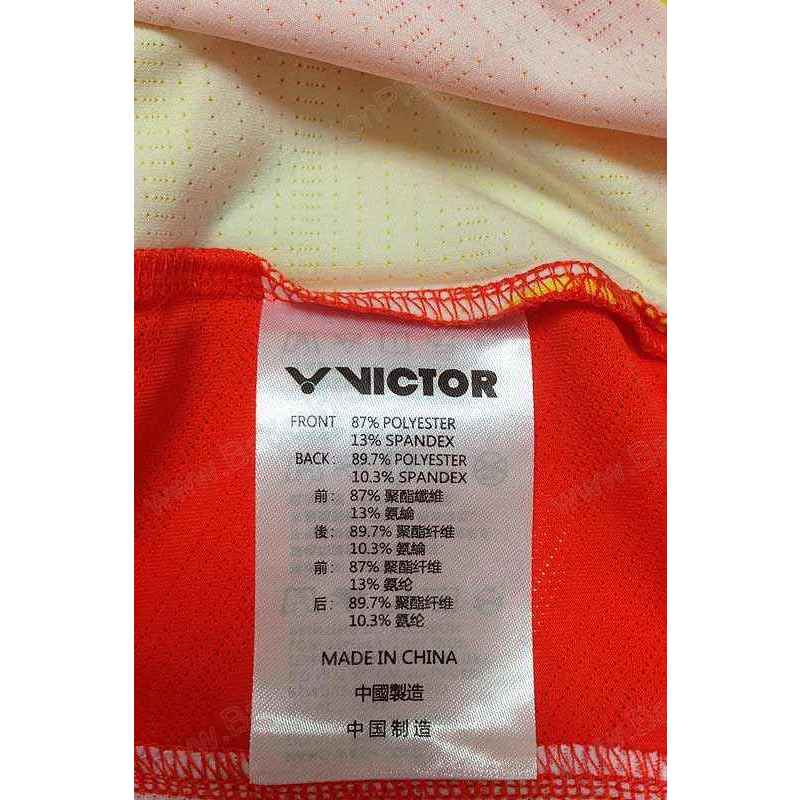 VICTOR
FRONT 87% POLYESTER
13% SPANDEX
BACK: 89.7% POLYESTER
10.3% SPANDEX
前: 87% 聚酯纖維
13% 氨綸
後: 89.7% 聚酯纤维
10.3% 氨綸
前: 87% 聚酯纤维
13% 氨纶
后: 89.7% 聚酯纤维
10.3% 氨纶
MADE IN CHINA
中國製造
中国制造